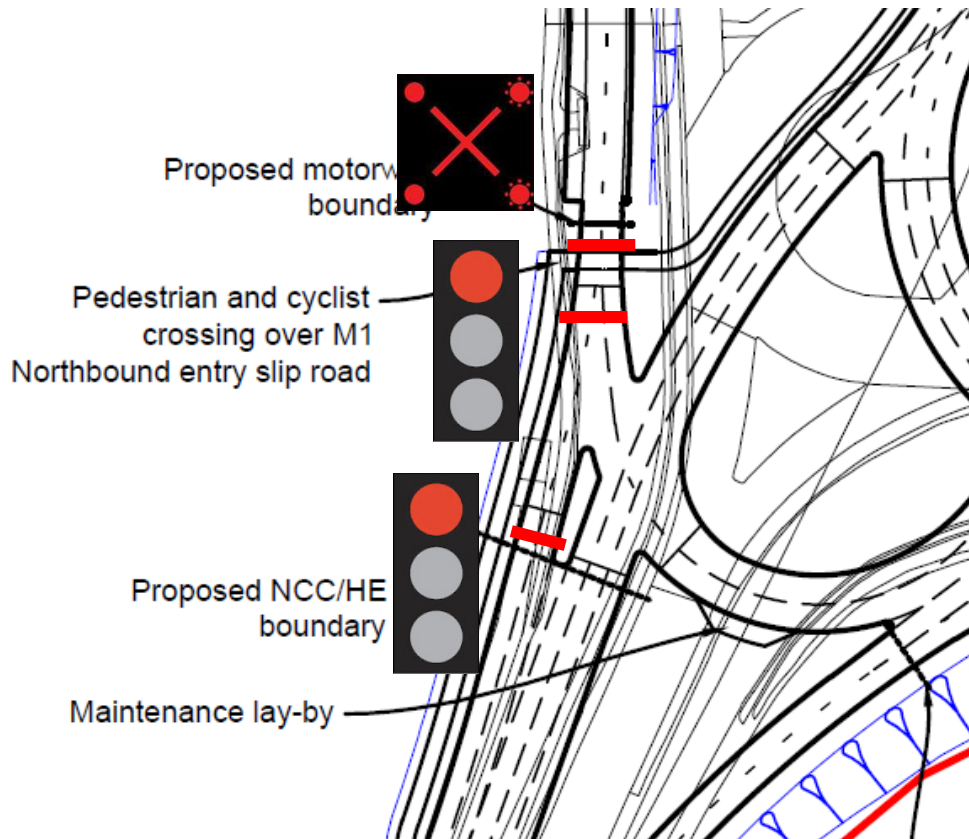 Proposed motorw
boundary
Pedestrian and cyclist
crossing over M1
Northbound entry slip road
Proposed NCC/HE
boundary
Maintenance lay-by